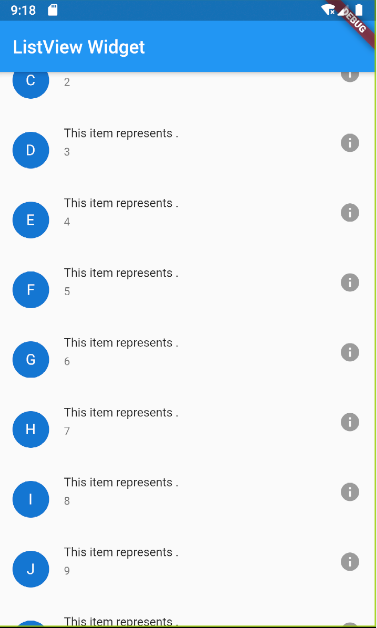 9:18
DEBUG
ListView Widget
C
2
This item represents .
D
3
This item represents .
E
4
This item represents .
F
5
This item represents .
G
6
This item represents .
H
7
This item represents .
I
8
This item represents .
J
9
This item represents .